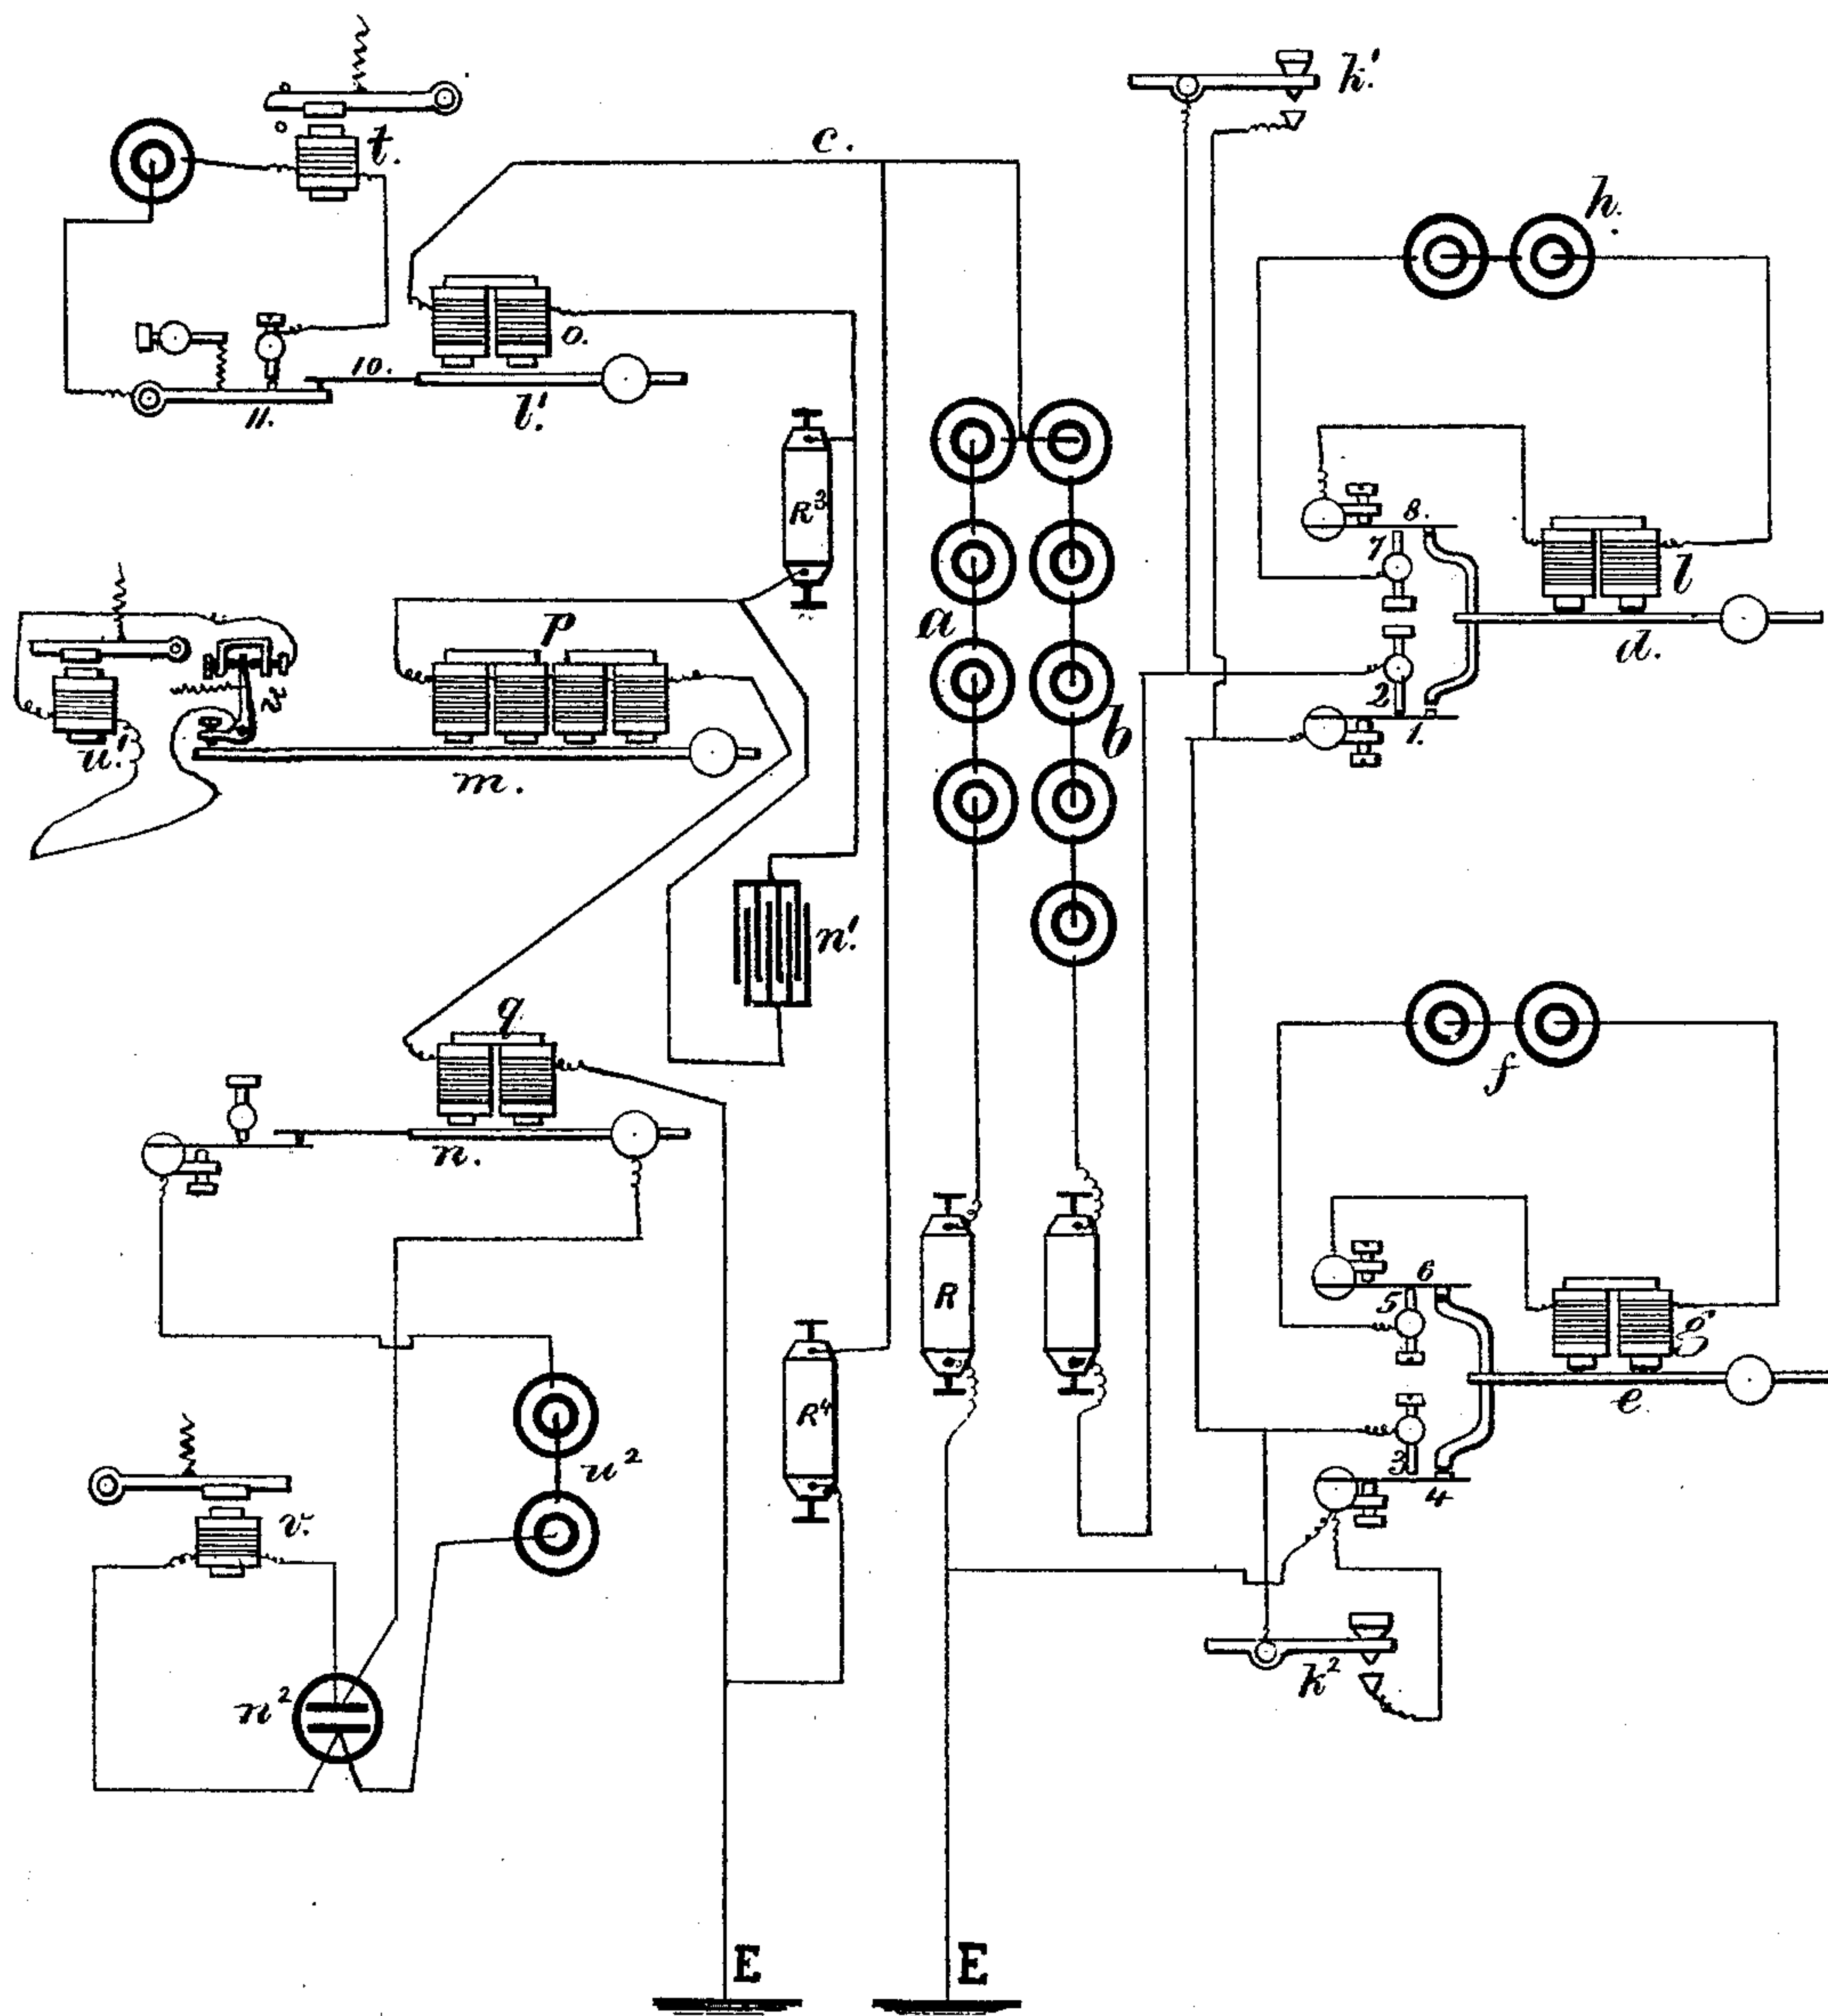 k'.
t.
c.
h.
o.
10.
11.
l'.
8.
7
l
R³
a
d.
p
2
v
1.
u'.
m.
b
n'.
q
f
n.
6
5
R
g
e.
R⁴
3
4
u²
v.
k²
n²
E
E